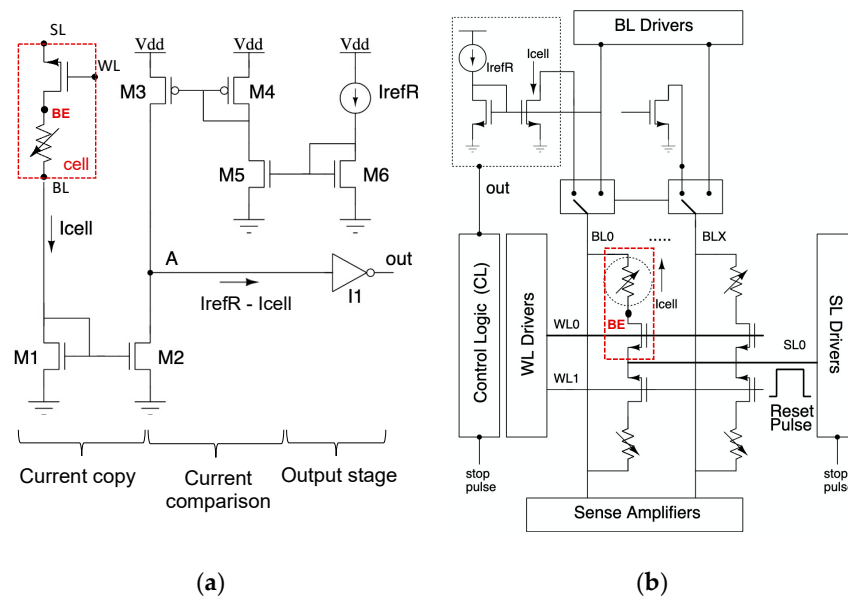 SL
Vdd
Vdd
Vdd
WL
M3
M4
IrefR
BE
cell
BL
M5
M6
Icell
A
out
IrefR - Icell
I1
M1
M2
Current copy
Current
comparison
Output stage
(a)
BL Drivers
IrefR
Icell
out
BL0
.....
BLX
Control Logic (CL)
WL Drivers
SL Drivers
Icell
BE
WL0
SL0
WL1
Reset
Pulse
stop
pulse
stop
pulse
Sense Amplifiers
(b)